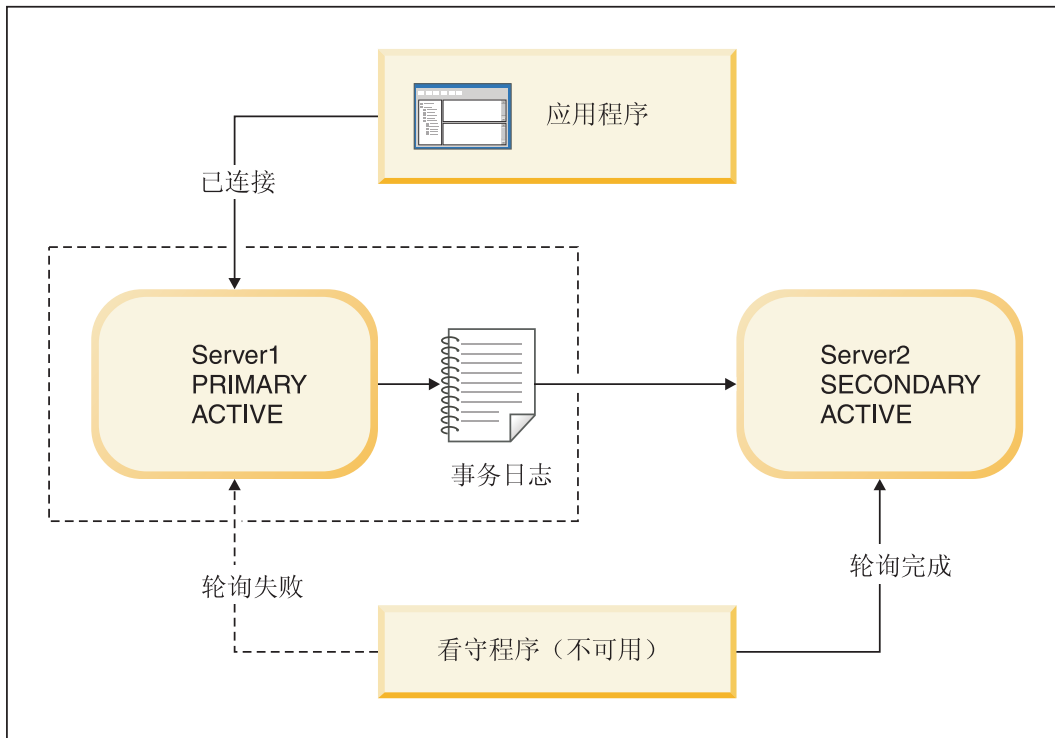 应用程序
已连接
Server1
PRIMARY
ACTIVE
事务日志
Server2
SECONDARY
ACTIVE
轮询失败
轮询完成
看守程序（不可用）